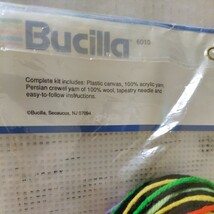 Bucilla
Complete kit includes: Plastic canvas, 100% acrylic yarn,
Persian crewel yarn of 100% wool, tapestry needle and
easy-to-follow instructions.
©Bucilla, Secaucus, NJ 07094